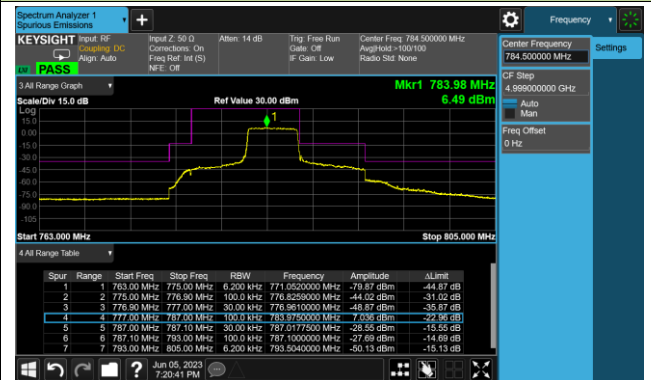 Spectrum Analyzer 1
Spurious Emissions
Frequency
KEYSIGHT
Input: RF
Coupling: DC
Align: Auto
Input Z: 50 Ω
Corrections: On
Freq Ref: Int (S)
NFE: Off
Atten: 14 dB
Trig: Free Run
Gate: Off
IF Gain: Low
Center Freq: 784.500000 MHz
Avg|Hold:>100/100
Radio Std: None
PASS
Center Frequency
784.500000 MHz
Settings
CF Step
4.999000000 GHz
Auto
Man
Freq Offset
0 Hz
3 All Range Graph
Mkr1 783.98 MHz
Scale/Div 15.0 dB
Ref Value 30.00 dBm
6.49 dBm
Log
15.0
0.00
-15.0
-30.0
-45.0
-60.0
-75.0
-90.0
-105
1
Start 763.000 MHz
Stop 805.000 MHz
4 All Range Table
Spur Range Start Freq Stop Freq RBW Frequency Amplitude ΔLimit
1 1 763.00 MHz 775.00 MHz 6.200 kHz 771.0520000 MHz -79.87 dBm -44.87 dB
2 2 775.00 MHz 776.90 MHz 100.0 kHz 776.8259000 MHz -44.02 dBm -31.02 dB
3 3 776.90 MHz 777.00 MHz 30.00 kHz 776.9610000 MHz -48.87 dBm -35.87 dB
4 4 777.00 MHz 787.00 MHz 100.0 kHz 783.9750000 MHz 7.036 dBm -22.96 dB
5 5 787.00 MHz 787.10 MHz 30.00 kHz 787.0177500 MHz -28.55 dBm -15.55 dB
6 6 787.10 MHz 793.00 MHz 100.0 kHz 787.1000000 MHz -27.69 dBm -14.69 dB
7 7 793.00 MHz 805.00 MHz 6.200 kHz 793.5040000 MHz -50.13 dBm -15.13 dB
Jun 05, 2023
7:20:41 PM